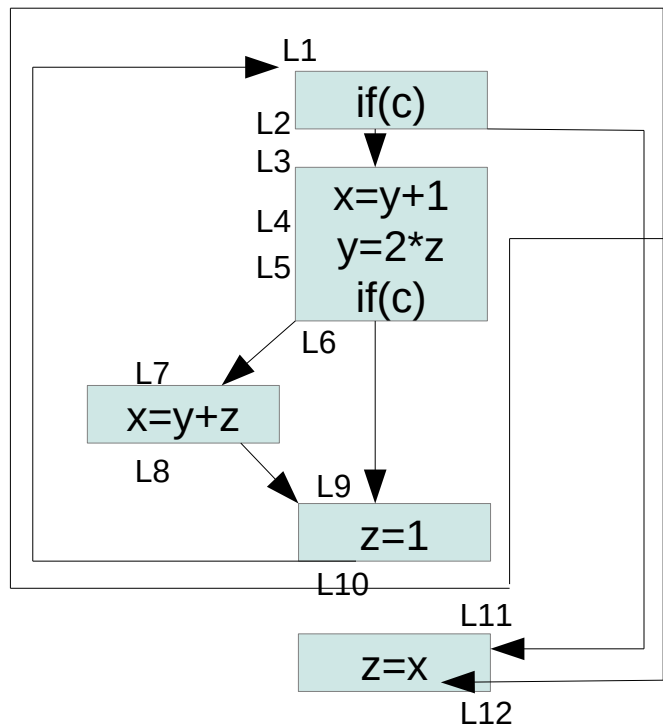 L1
if(c)
L2
L3
x=y+1
L4
y=2*z
L5
if(c)
L6
L7
x=y+z
L8
L9
z=1
L10
L11
z=x
L12